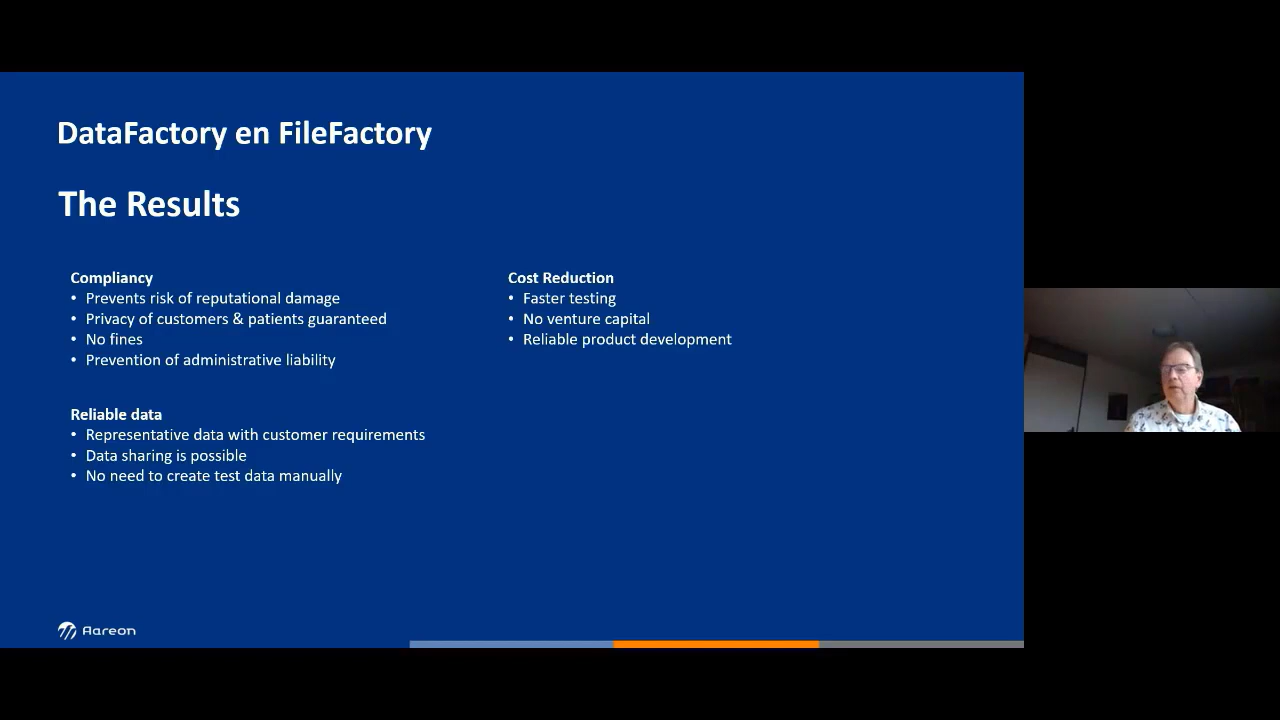 DataFactory en FileFactory
The Results
Compliancy
• Prevents risk of reputational damage
• Privacy of customers & patients guaranteed
• No fines
• Prevention of administrative liability
Reliable data
• Representative data with customer requirements
• Data sharing is possible
• No need to create test data manually
Cost Reduction
• Faster testing
• No venture capital
• Reliable product development
Aareon